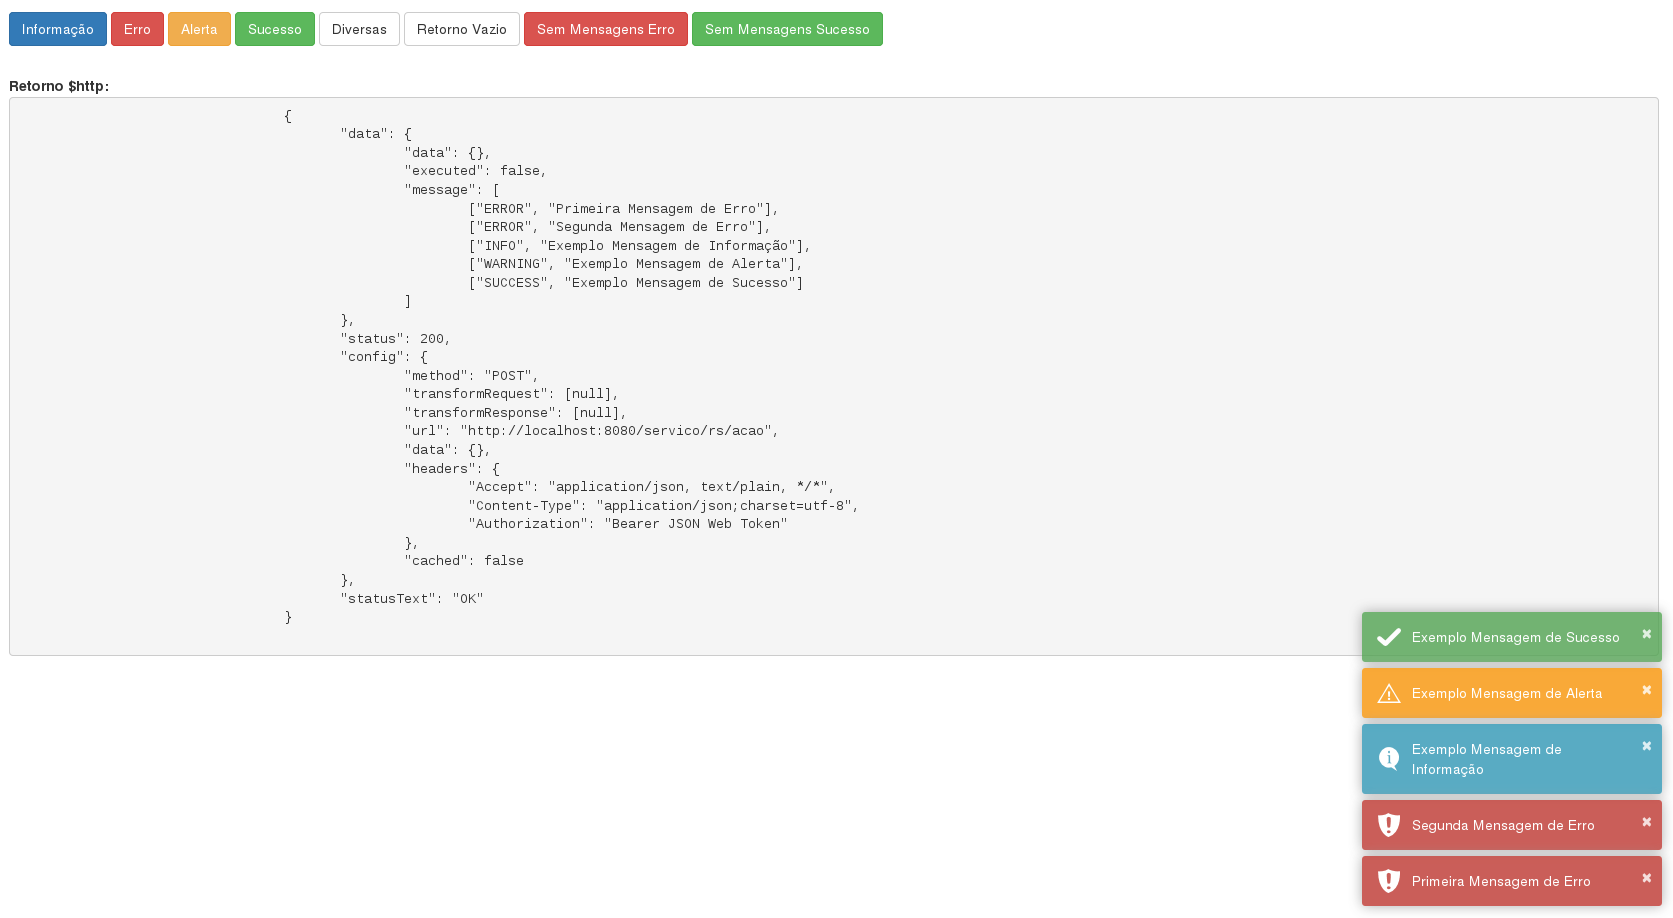 Informação Erro Alerta Sucesso Diversas Retorno Vazio Sem Mensagens Erro Sem Mensagens Sucesso
Retorno $http:
{
"data": {
"data": {},
"executed": false,
"message": [
["ERROR", "Primeira Mensagem de Erro"],
["ERROR", "Segunda Mensagem de Erro"],
["INFO", "Exemplo Mensagem de Informação"],
["WARNING", "Exemplo Mensagem de Alerta"],
["SUCCESS", "Exemplo Mensagem de Sucesso"]
]
},
"status": 200,
"config": {
"method": "POST",
"transformRequest": [null],
"transformResponse": [null],
"url": "http://localhost:8080/servico/rs/acao",
"data": {},
"headers": {
"Accept": "application/json, text/plain, */*",
"Content-Type": "application/json;charset=utf-8",
"Authorization": "Bearer JSON Web Token"
},
"cached": false
},
"statusText": "OK"
}
Exemplo Mensagem de Sucesso ×
Exemplo Mensagem de Alerta ×
Exemplo Mensagem de ×
Informação
Segunda Mensagem de Erro ×
Primeira Mensagem de Erro ×